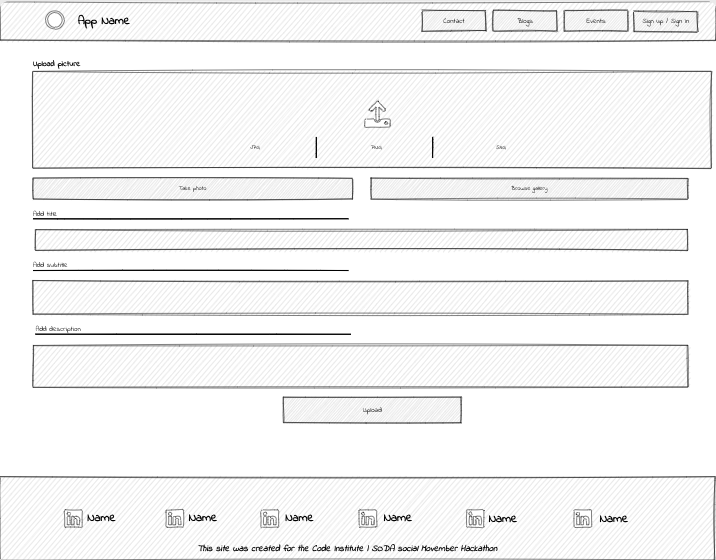 App Name
Contact
Blogs
Events
Sign up / Sign in
Upload picture
JPG
PNG
SVG
Take photo
Browse gallery
Add title
Add subtitle
Add description
Upload
in Name in Name in Name in Name in Name in Name
This site was created for the Code Institute | SoDA social Hovember Hackathon